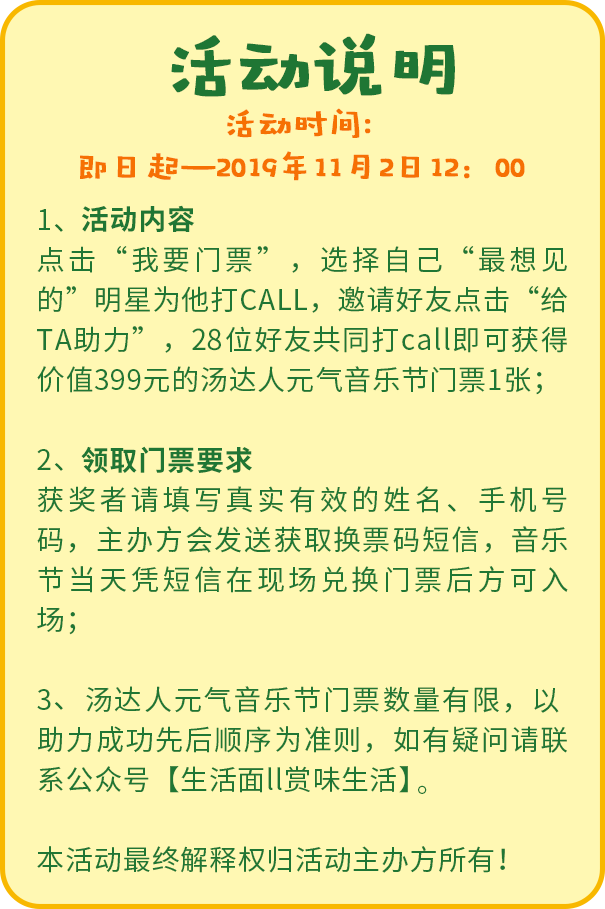 活动说明
活动时间:
即日起—2019年11月2日12：00
1、活动内容
点击“我要门票”，选择自己“最想见
的”明星为他打CALL，邀请好友点击“给
TA助力”，28位好友共同打call即可获得
价值399元的汤达人元气音乐节门票1张；
2、领取门票要求
获奖者请填写真实有效的姓名、手机号
码，主办方会发送获取换票码短信，音乐
节当天凭短信在现场兑换门票后方可入
场；
3、汤达人元气音乐节门票数量有限，以
助力成功先后顺序为准则，如有疑问请联
系公众号【生活面ll赏味生活】。
本活动最终解释权归活动主办方所有！